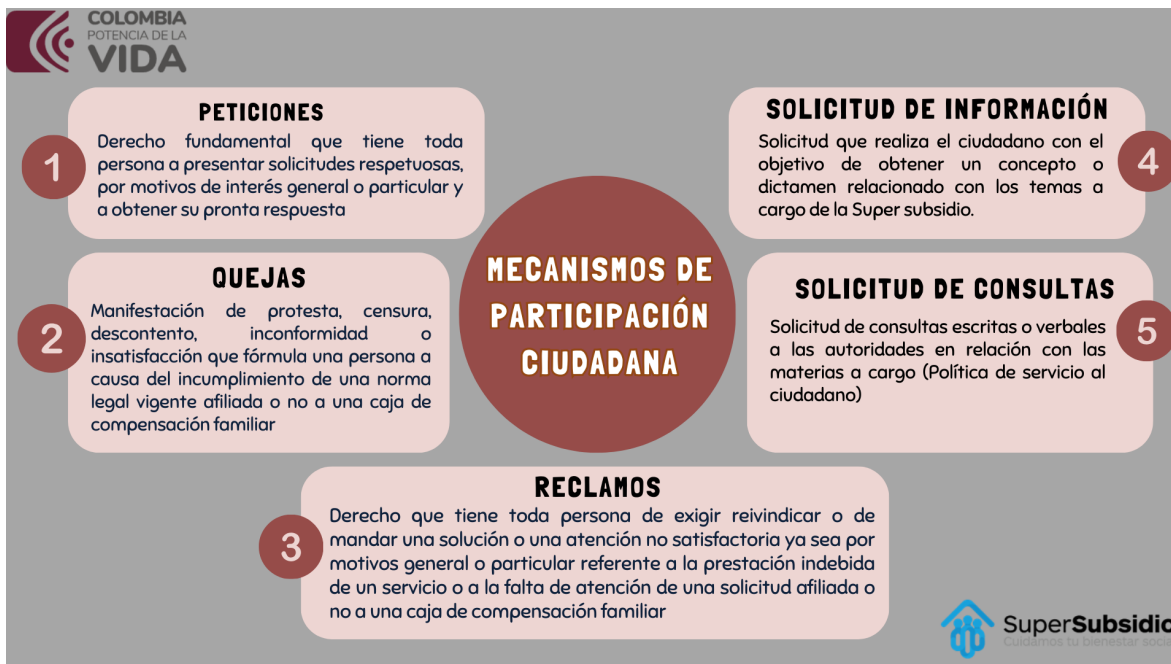 COLOMBIA
POTENCIA DE LA
VIDA
PETICIONES
1
Derecho fundamental que tiene toda
persona a presentar solicitudes respetuosas,
por motivos de interés general o particular y
a obtener su pronta respuesta
QUEJAS
2
Manifestación de protesta, censura,
descontento, inconformidad o
insatisfacción que fórmula una persona a
causa del incumplimiento de una norma
legal vigente afiliada o no a una caja de
compensación familiar
MECANISMOS DE
PARTICIPACIÓN
CIUDADANA
RECLAMOS
3
Derecho que tiene toda persona de exigir reivindicar o de
mandar una solución o una atención no satisfactoria ya sea por
motivos general o particular referente a la prestación indebida
de un servicio o a la falta de atención de una solicitud afiliada o
no a una caja de compensación familiar
SOLICITUD DE INFORMACIÓN
4
Solicitud que realiza el ciudadano con el
objetivo de obtener un concepto o
dictamen relacionado con los temas a
cargo de la Super subsidio.
SOLICITUD DE CONSULTAS
5
Solicitud de consultas escritas o verbales
a las autoridades en relación con las
materias a cargo (Política de servicio al
ciudadano)
SuperSubsidio
Cuidamos tu bienestar social